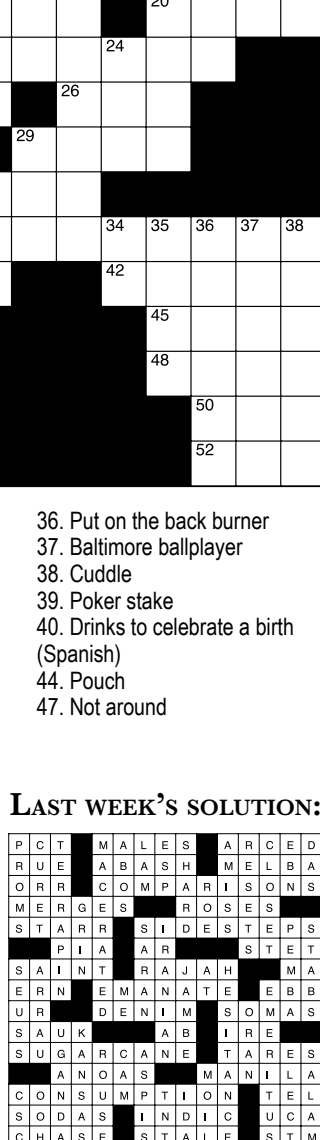 20
24
26
29
34 35 36 37 38
42
45
48
50
52
36. Put on the back burner
37. Baltimore ballplayer
38. Cuddle
39. Poker stake
40. Drinks to celebrate a birth
(Spanish)
44. Pouch
47. Not around
LAST WEEK’S SOLUTION:
P C T M A L E S A R C E D
R U E A B A S H M E L B A
O R R C O M P A R I S O N S
M E R G E S R O S E S
S T A R R S I D E S T E P S
P I A A R S T E T
S A I N T R A J A H M A
E R N E M A N A T E E B B
U R D E N I M S O M A S
S A U K A B I R E
S U G A R C A N E T A R E S
A N O A S M A N I L A
C O N S U M P T I O N T E L
S O D A S I N D I C U C A
C H A S E S T A L E S T M